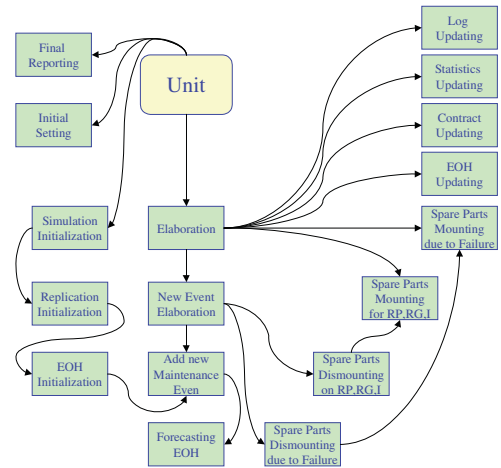 Final
Reporting
Unit
Initial
Setting
Log
Updating
Statistics
Updating
Contract
Updating
EOH
Updating
Simulation
Initialization
Elaboration
Spare Parts
Mounting
due to Failure
Replication
Initialization
New Event
Elaboration
Spare Parts
Mounting
for RP,RG,I
EOH
Initialization
Add new
Maintenance
Even
Spare Parts
Dismounting
on RP,RG,I
Forecasting
EOH
Spare Parts
Dismounting
due to Failure